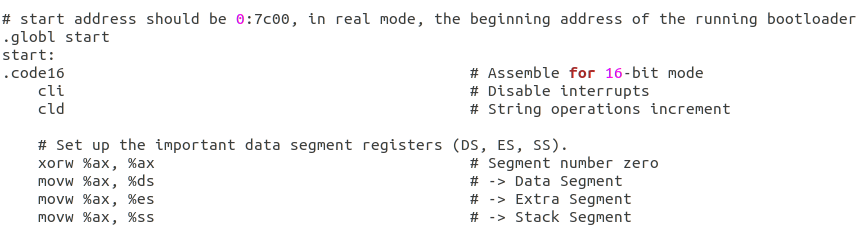 # start address should be 0:7c00, in real mode, the beginning address of the running bootloader
.globl start
start:
.code16                                             # Assemble for 16-bit mode
    cli                                             # Disable interrupts
    cld                                             # String operations increment

    # Set up the important data segment registers (DS, ES, SS).
    xorw %ax, %ax                                   # Segment number zero
    movw %ax, %ds                                   # -> Data Segment
    movw %ax, %es                                   # -> Extra Segment
    movw %ax, %ss                                   # -> Stack Segment